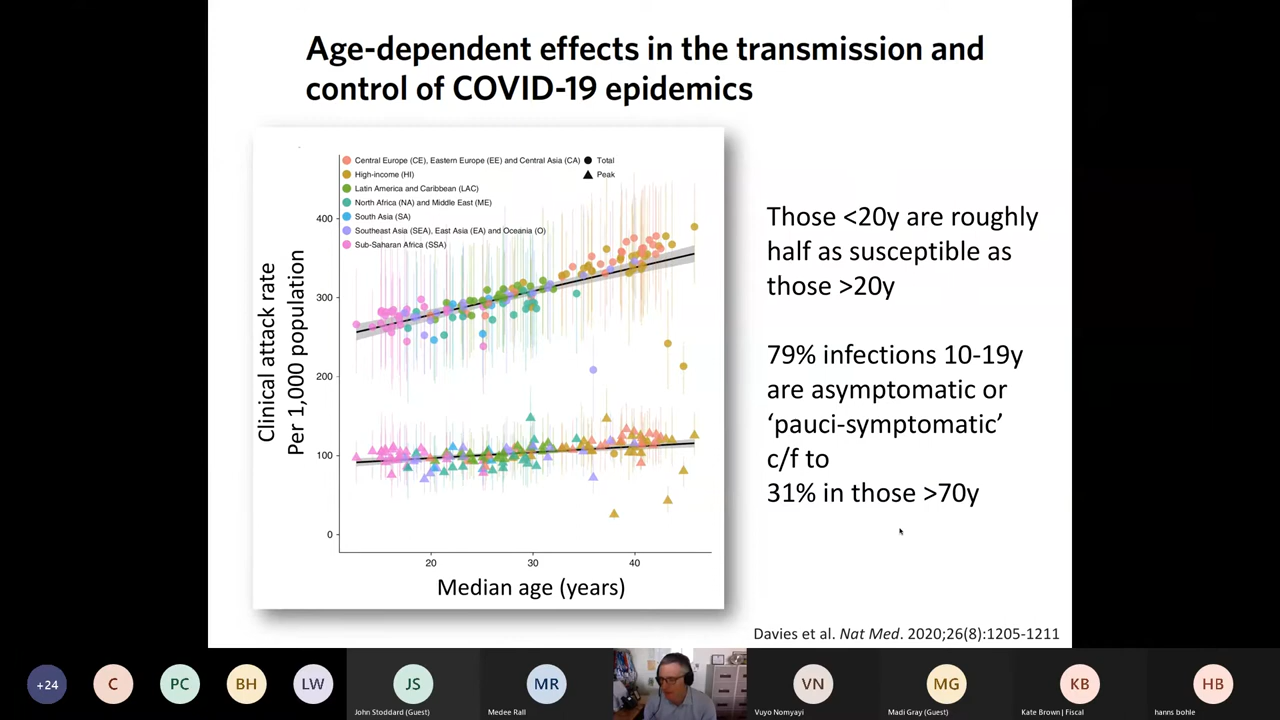 Age-dependent effects in the transmission and
control of COVID-19 epidemics
Central Europe (CE), Eastern Europe (EE) and Central Asia (CA)
High-income (HI)
Latin America and Caribbean (LAC)
North Africa (NA) and Middle East (ME)
South Asia (SA)
Southeast Asia (SEA), East Asia (EA) and Oceania (O)
Sub-Saharan Africa (SSA)
Total
Peak
Clinical attack rate
Per 1,000 population
400
300
200
100
0
20
30
40
Median age (years)
Those <20y are roughly
half as susceptible as
those >20y
79% infections 10-19y
are asymptomatic or
‘pauci-symptomatic’
c/f to
31% in those >70y
Davies et al. Nat Med. 2020;26(8):1205-1211
+24
C
PC
BH
LW
JS
John Stoddard (Guest)
MR
Medee Rall
VN
Vuyo Nomyayi
MG
Madi Gray (Guest)
KB
Kate Brown | Fiscal
HB
hanns bohle